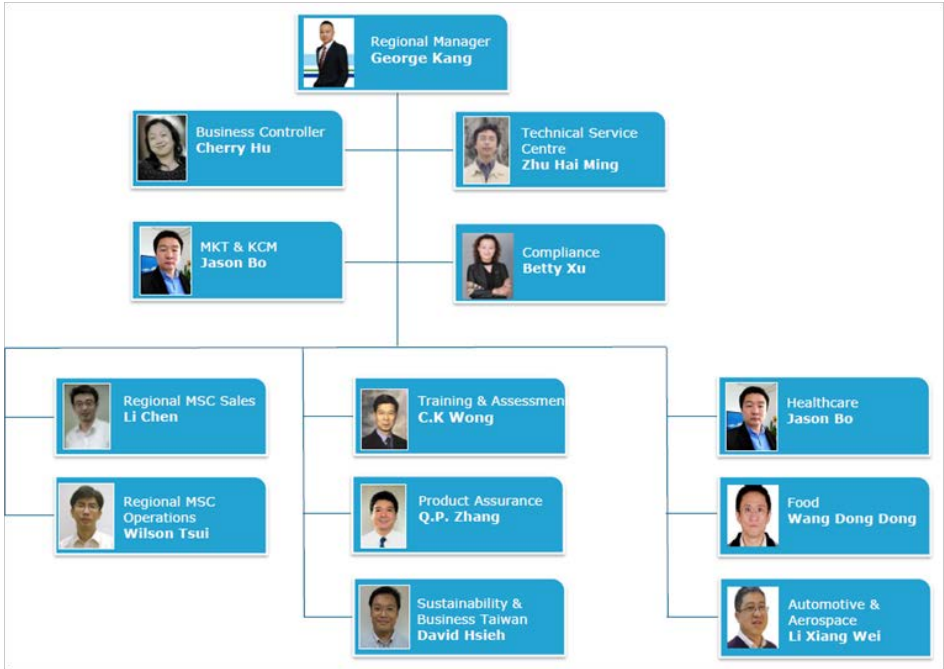 Regional Manager
George Kang
Business Controller
Cherry Hu
Technical Service
Centre
Zhu Hai Ming
MKT & KCM
Jason Bo
Compliance
Betty Xu
Regional MSC Sales
Li Chen
Training & Assessmen
C.K Wong
Healthcare
Jason Bo
Regional MSC
Operations
Wilson Tsui
Product Assurance
Q.P. Zhang
Food
Wang Dong Dong
Sustainability &
Business Taiwan
David Hsieh
Automotive &
Aerospace
Li Xiang Wei